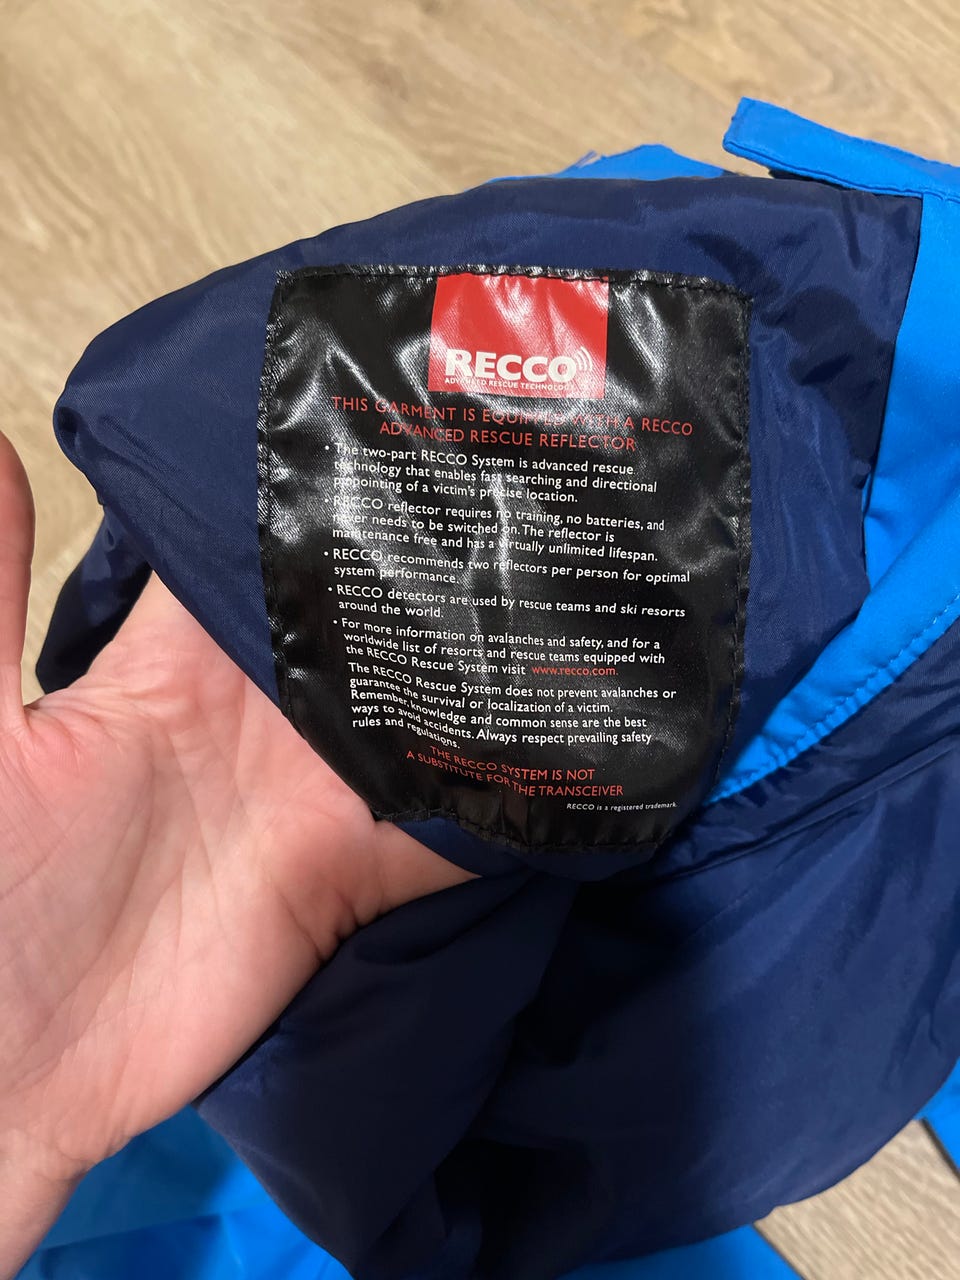 RECCO
ADVANCED RESCUE TECHNOLOGY
THIS GARMENT IS EQUIPPED WITH A RECCO
ADVANCED RESCUE REFLECTOR
• The two-part RECCO System is advanced rescue
technology that enables fast searching and directional
pinpointing of a victim's precise location.
• RECCO reflector requires no training, no batteries, and
never needs to be switched on. The reflector is
maintenance free and has a virtually unlimited lifespan.
• RECCO recommends two reflectors per person for optimal
system performance.
• RECCO detectors are used by rescue teams and ski resorts
around the world.
• For more information on avalanches and safety, and for a
worldwide list of resorts and rescue teams equipped with
the RECCO Rescue System visit www.recco.com.
The RECCO Rescue System does not prevent avalanches or
guarantee the survival or localization of a victim.
Remember, knowledge and common sense are the best
ways to avoid accidents. Always respect prevailing safety
rules and regulations.
THE RECCO SYSTEM IS NOT
A SUBSTITUTE FOR THE TRANSCEIVER
RECCO is a registered trademark.